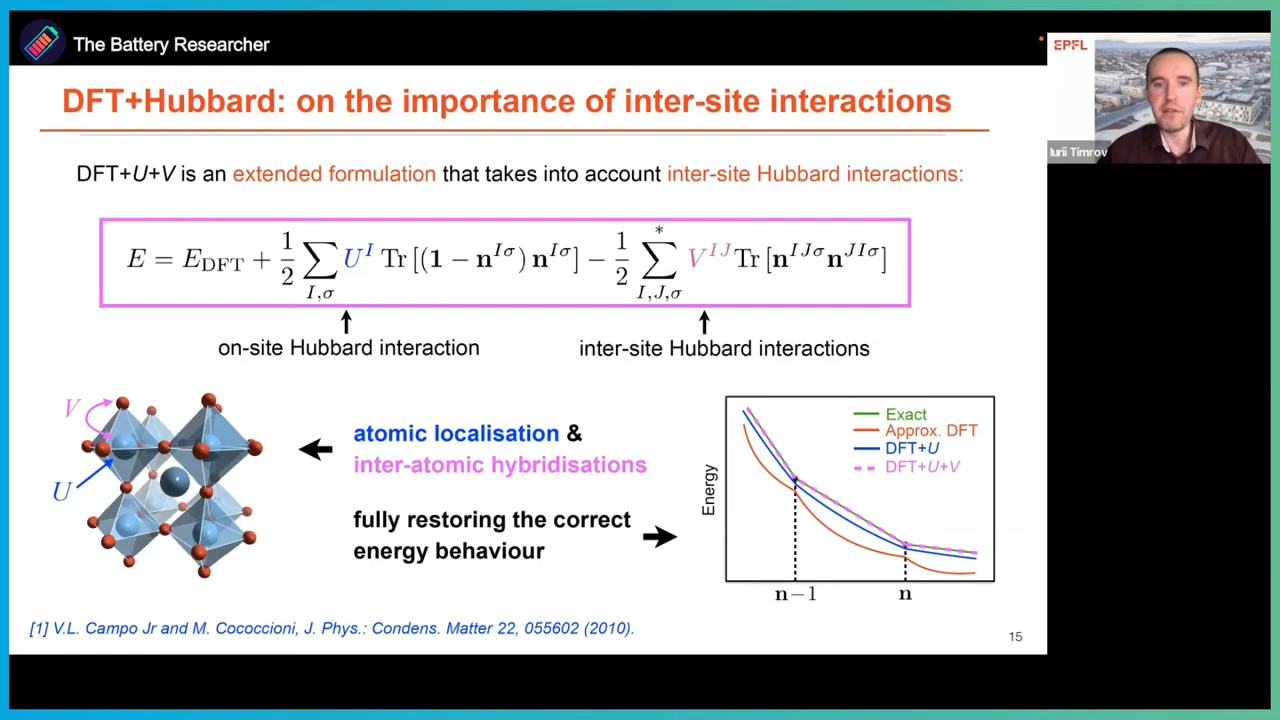 The Battery Researcher
EPFL
Iurii Timrov
DFT+Hubbard: on the importance of inter-site interactions
DFT+U+V is an extended formulation that takes into account inter-site Hubbard interactions:
E = E_DFT + 1/2 ∑_{I,σ} U^I Tr [(1 − n^{Iσ}) n^{Iσ}] − 1/2 ∑*_{I,J,σ} V^{IJ} Tr [n^{IJσ} n^{JIσ}]
on-site Hubbard interaction
inter-site Hubbard interactions
V
U
atomic localisation &
inter-atomic hybridisations
fully restoring the correct
energy behaviour
Energy
Exact
Approx. DFT
DFT+U
DFT+U+V
n−1
n
[1] V.L. Campo Jr and M. Cococcioni, J. Phys.: Condens. Matter 22, 055602 (2010).
15